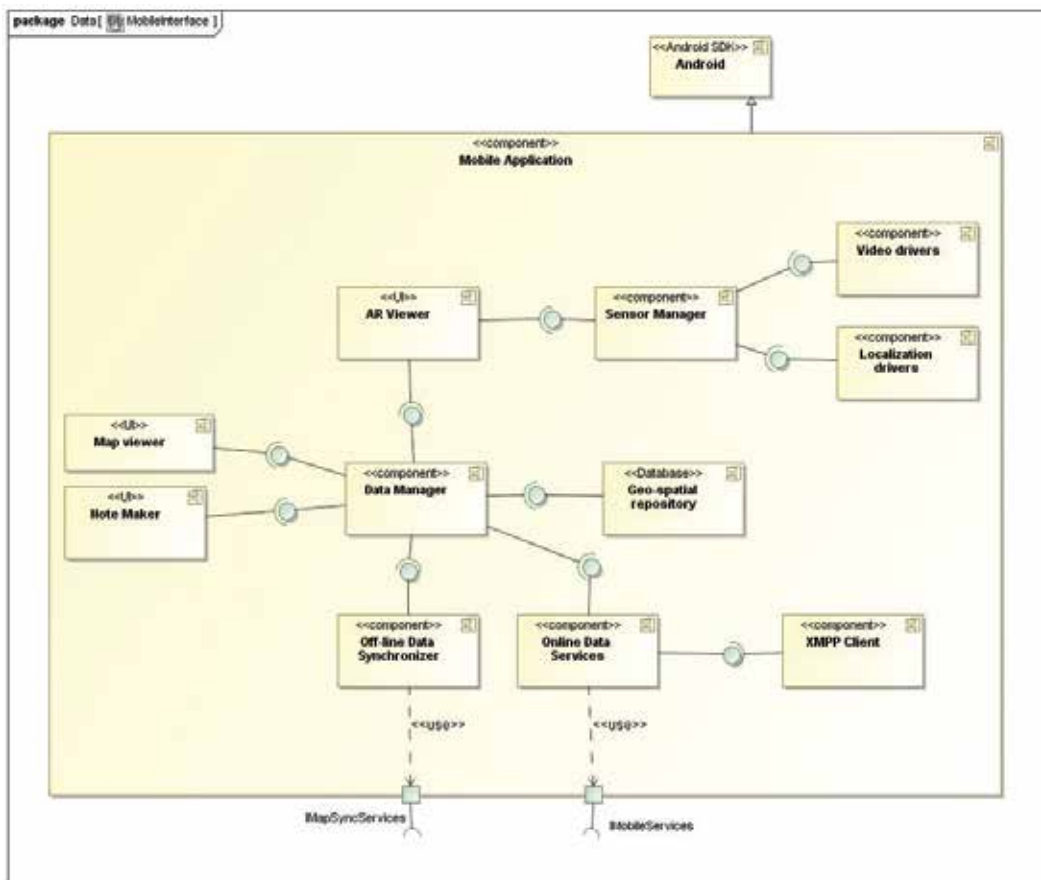 package Data[ MobileInterface ]
<<Android SDK>>
Android
<<component>>
Mobile Application
<<component>>
Video drivers
<<UI>>
AR Viewer
<<component>>
Sensor Manager
<<component>>
Localization
drivers
<<UI>>
Map viewer
<<component>>
Data Manager
<<Database>>
Geo-spatial
repository
<<UI>>
Note Maker
<<component>>
Off-line Data
Synchronizer
<<component>>
Online Data
Services
<<component>>
XMPP Client
<<use>>
<<use>>
IMapSyncServices
IMobileServices